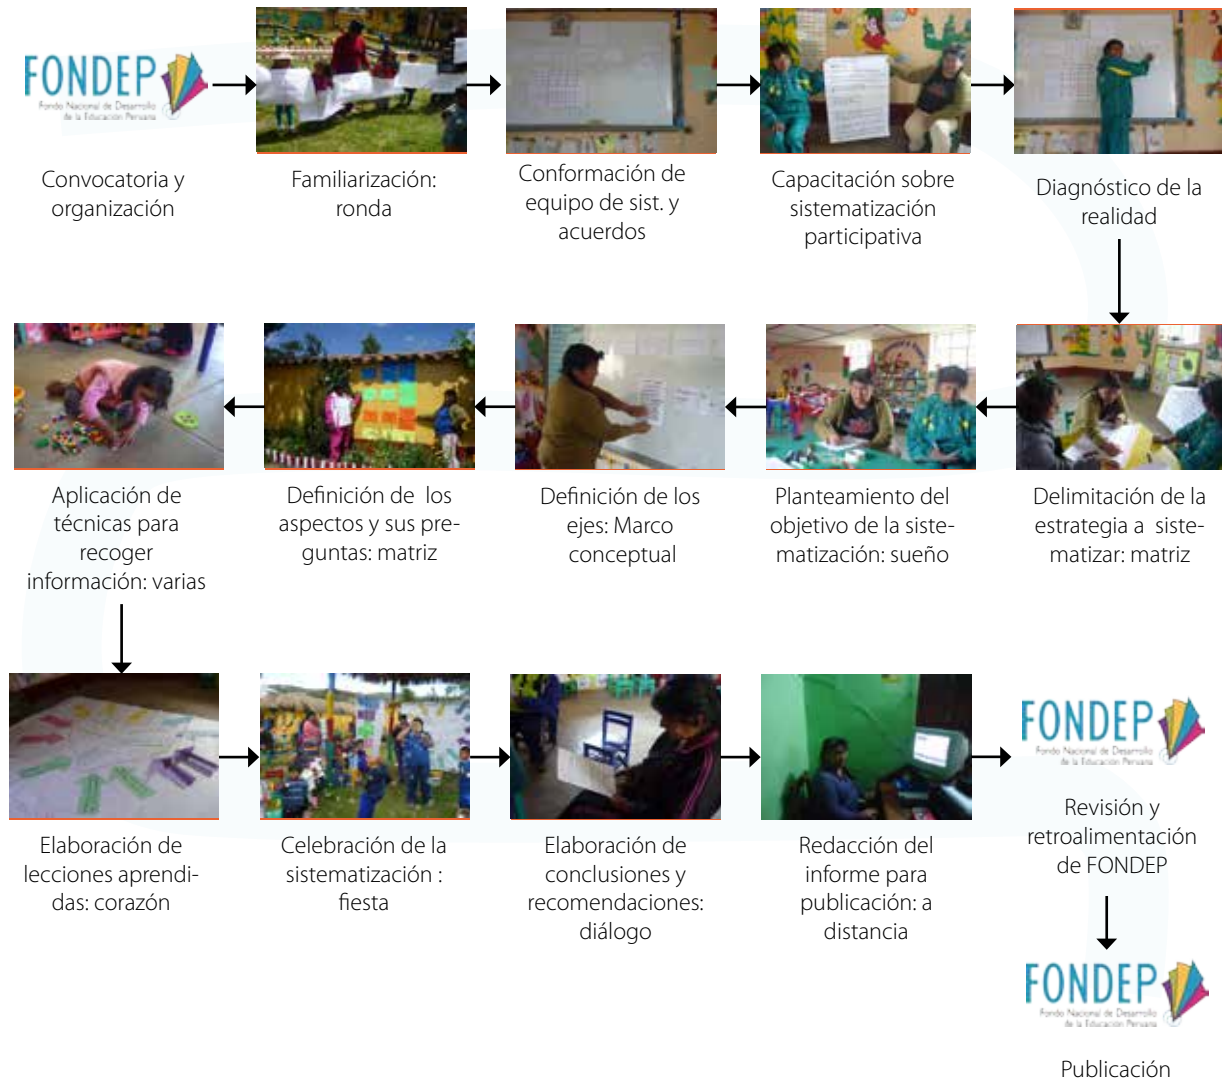 FONDEP
Fondo Nacional de Desarrollo
de la Educación Peruana
Convocatoria y
organización
Familiarización:
ronda
Conformación de
equipo de sist. y
acuerdos
Capacitación sobre
sistematización
participativa
Diagnóstico de la
realidad
Aplicación de
técnicas para
recoger
información: varias
Definición de los
aspectos y sus pre-
guntas: matriz
Definición de los
ejes: Marco
conceptual
Planteamiento del
objetivo de la siste-
matización: sueño
Delimitación de la
estrategia a siste-
matizar: matriz
Elaboración de
lecciones aprendi-
das: corazón
Celebración de la
sistematización :
fiesta
Elaboración de
conclusiones y
recomendaciones:
diálogo
Redacción del
informe para
publicación: a
distancia
FONDEP
Fondo Nacional de Desarrollo
de la Educación Peruana
Revisión y
retroalimentación
de FONDEP
FONDEP
Fondo Nacional de Desarrollo
de la Educación Peruana
Publicación